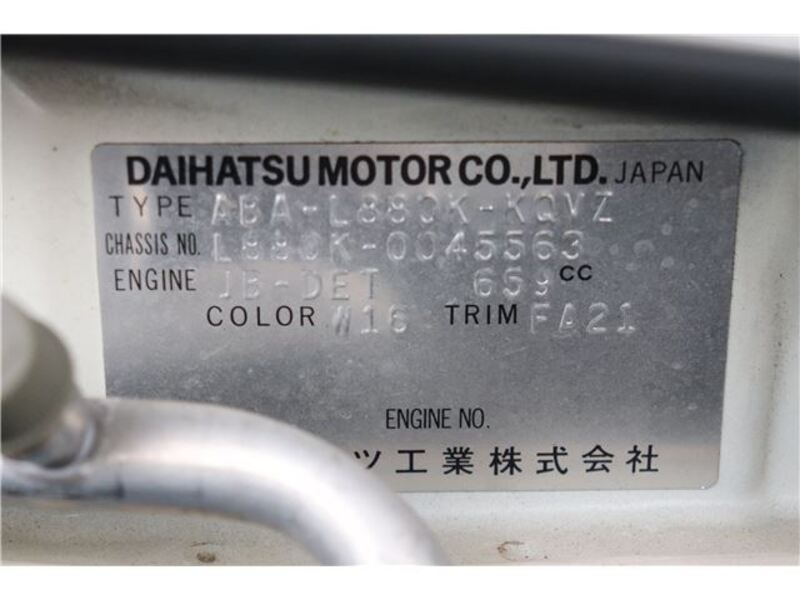 DAIHATSU MOTOR CO.,LTD. JAPAN
TYPE ABA-L880K-KQVZ
CHASSIS NO. L880K-0045563
ENGINE JB-DET 659 CC
COLOR W16 TRIM FA21
ENGINE NO.
ツ工業株式会社